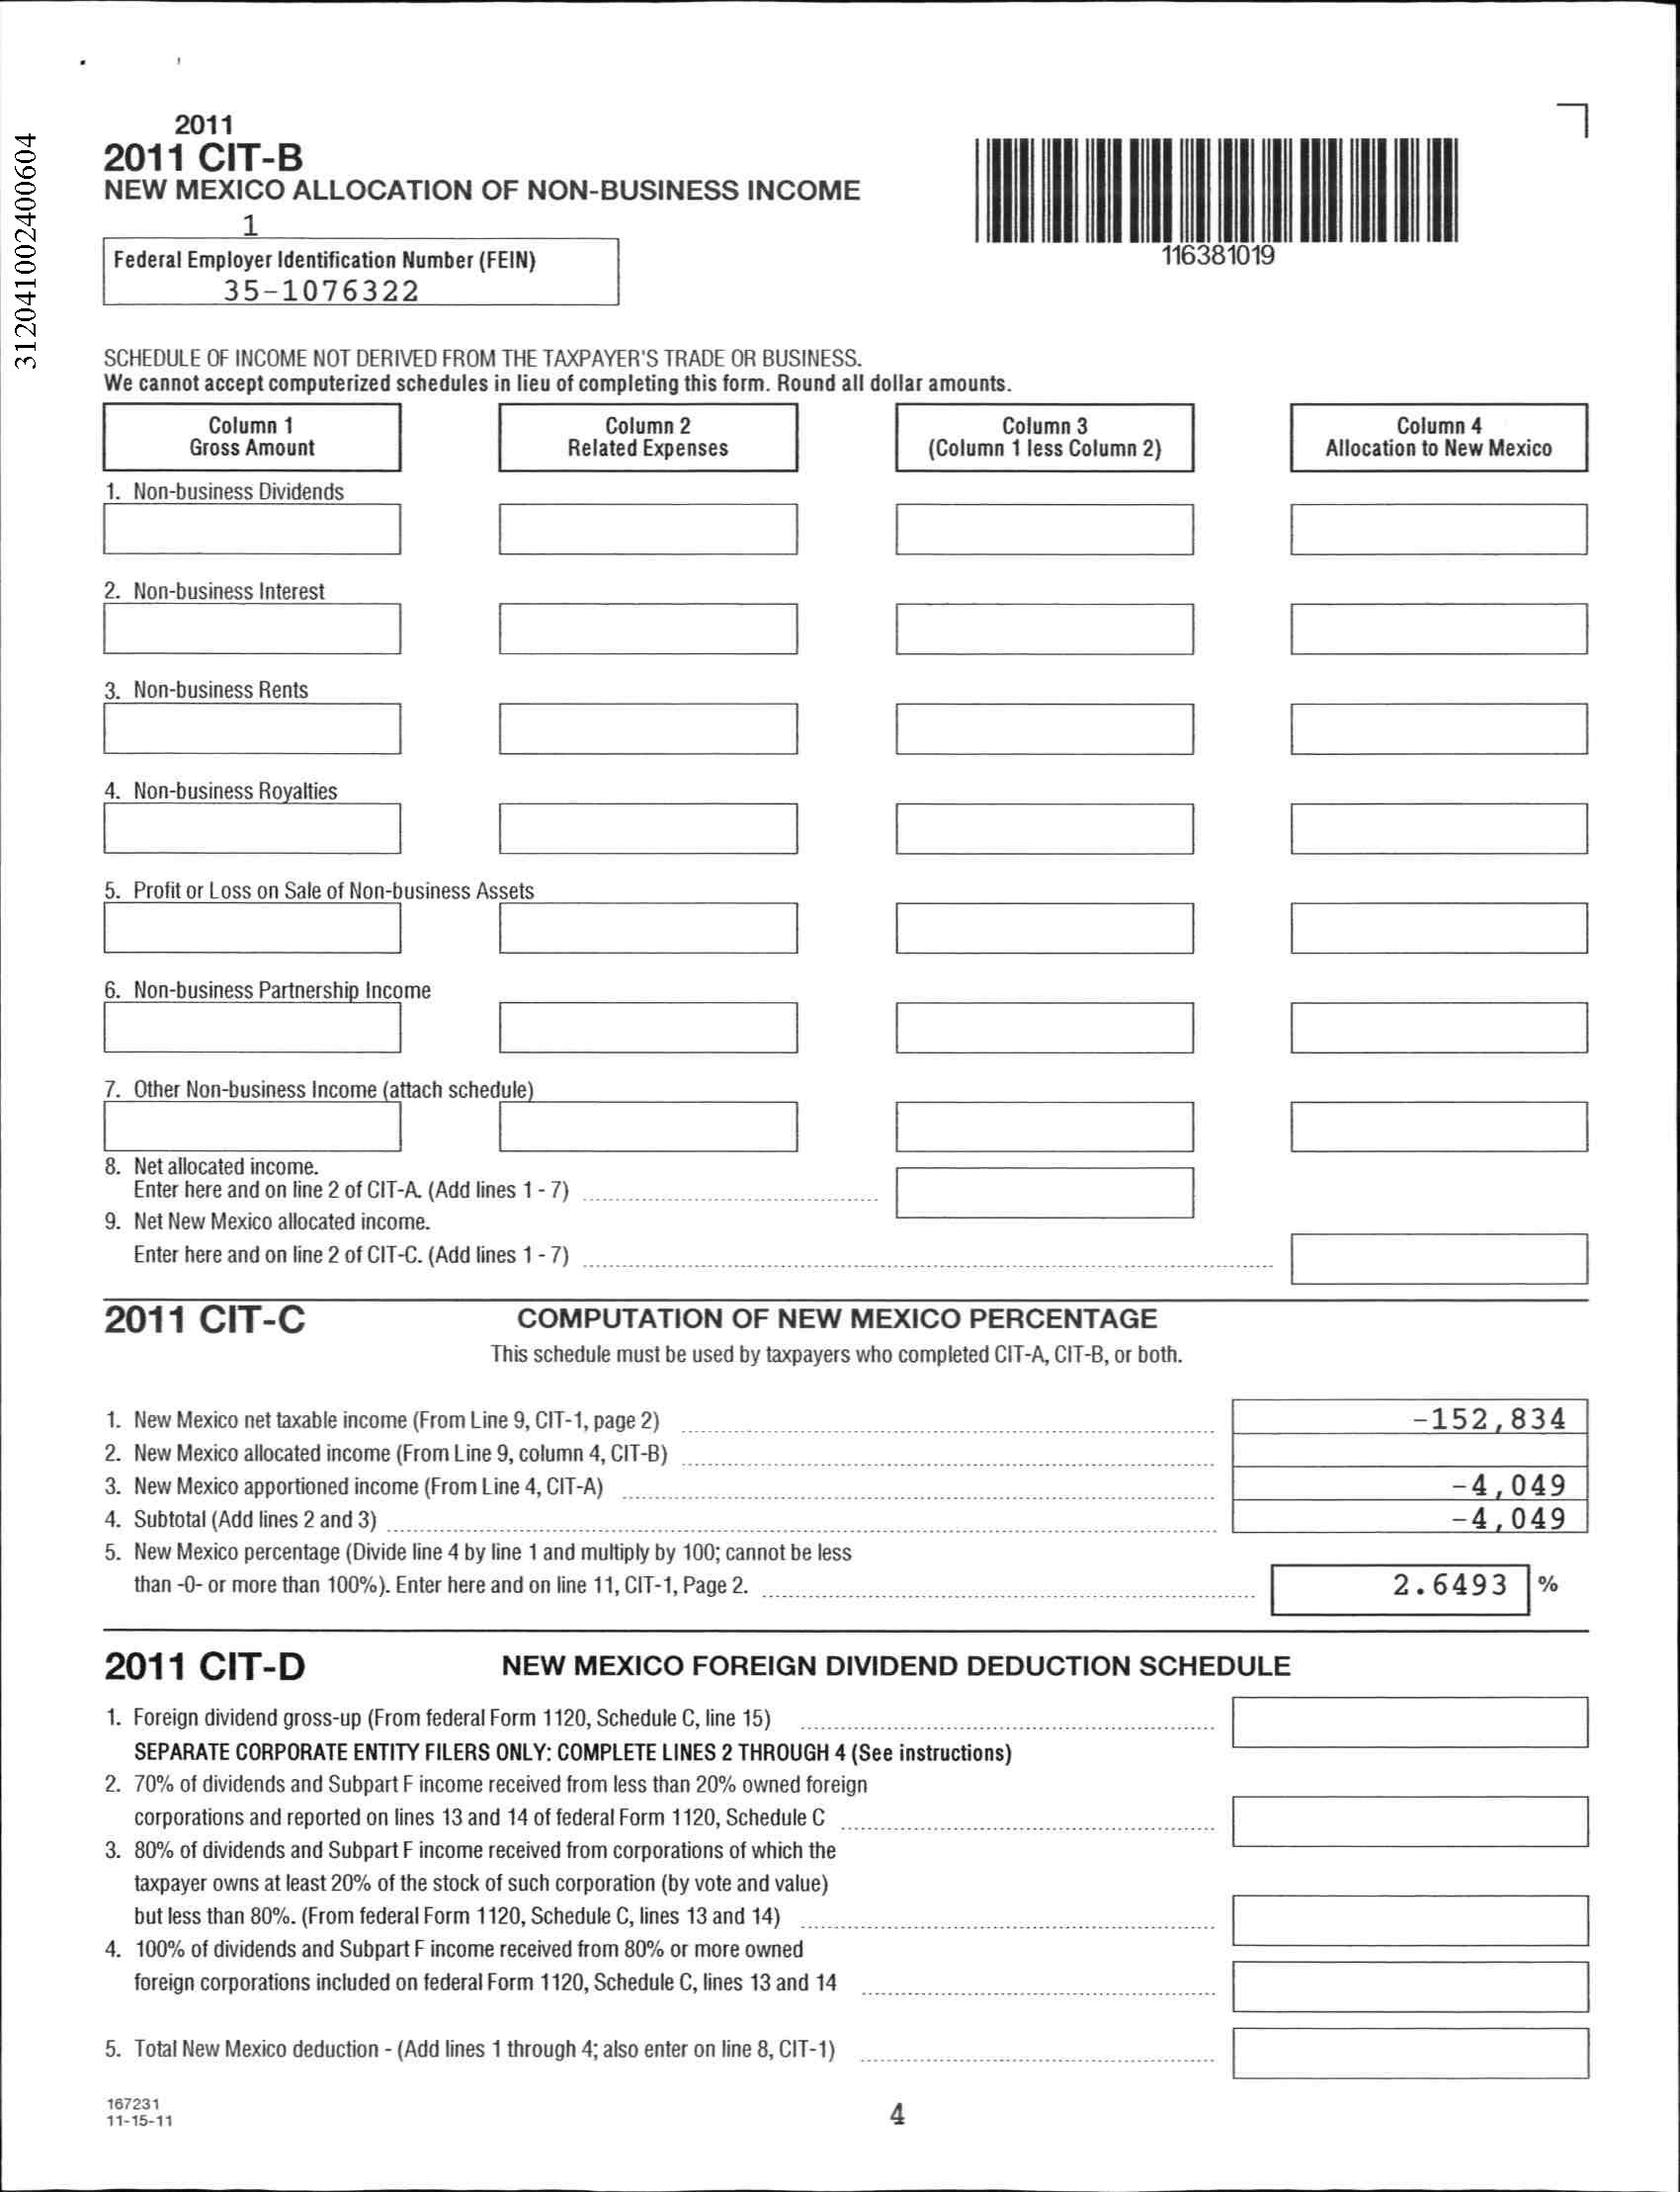 31204100240014​0604
2011
2011 CIT-B
NEW MEXICO ALLOCATION OF NON-BUSINESS INCOME
1
Federal Employer Identification Number (FEIN)
35-1076322
116381019
SCHEDULE OF INCOME NOT DERIVED FROM THE TAXPAYER'S TRADE OR BUSINESS.
We cannot accept computerized schedules in lieu of completing this form. Round all dollar amounts.
Column 1 Column 2 Column 3 Column 4
Gross Amount Related Expenses (Column 1 less Column 2) Allocation to New Mexico
1. Non-business Dividends
2. Non-business Interest
3. Non-business Rents
4. Non-business Royalties
5. Profit or Loss on Sale of Non-business Assets
6. Non-business Partnership Income
7. Other Non-business Income (attach schedule)
8. Net allocated income.
Enter here and on line 2 of CIT-A. (Add lines 1 - 7)
9. Net New Mexico allocated income.
Enter here and on line 2 of CIT-C. (Add lines 1 - 7)
2011 CIT-C COMPUTATION OF NEW MEXICO PERCENTAGE
This schedule must be used by taxpayers who completed CIT-A, CIT-B, or both.
1. New Mexico net taxable income (From Line 9, CIT-1, page 2) -152,834
2. New Mexico allocated income (From Line 9, column 4, CIT-B)
3. New Mexico apportioned income (From Line 4, CIT-A) -4,049
4. Subtotal (Add lines 2 and 3) -4,049
5. New Mexico percentage (Divide line 4 by line 1 and multiply by 100; cannot be less
than -0- or more than 100%). Enter here and on line 11, CIT-1, Page 2. 2.6493 %
2011 CIT-D NEW MEXICO FOREIGN DIVIDEND DEDUCTION SCHEDULE
1. Foreign dividend gross-up (From federal Form 1120, Schedule C, line 15)
SEPARATE CORPORATE ENTITY FILERS ONLY: COMPLETE LINES 2 THROUGH 4 (See instructions)
2. 70% of dividends and Subpart F income received from less than 20% owned foreign
corporations and reported on lines 13 and 14 of federal Form 1120, Schedule C
3. 80% of dividends and Subpart F income received from corporations of which the
taxpayer owns at least 20% of the stock of such corporation (by vote and value)
but less than 80%. (From federal Form 1120, Schedule C, lines 13 and 14)
4. 100% of dividends and Subpart F income received from 80% or more owned
foreign corporations included on federal Form 1120, Schedule C, lines 13 and 14
5. Total New Mexico deduction - (Add lines 1 through 4; also enter on line 8, CIT-1)
167231
11-15-11
4